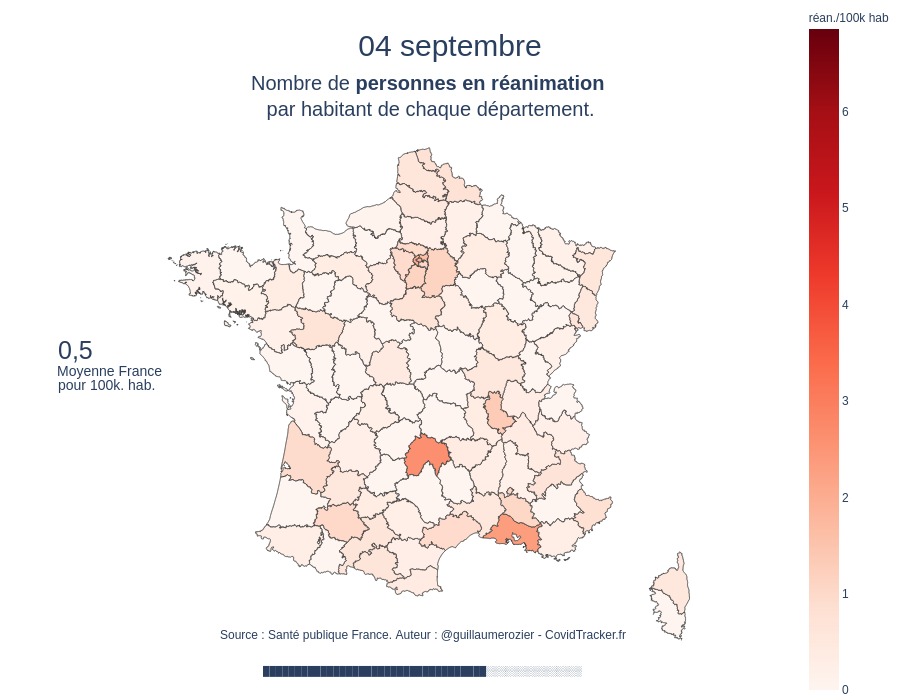 réan./100k hab
04 septembre
Nombre de personnes en réanimation
par habitant de chaque département.
6
5
4
3
2
1
0
0,5
Moyenne France
pour 100k. hab.
Source : Santé publique France. Auteur : @guillaumerozier - CovidTracker.fr